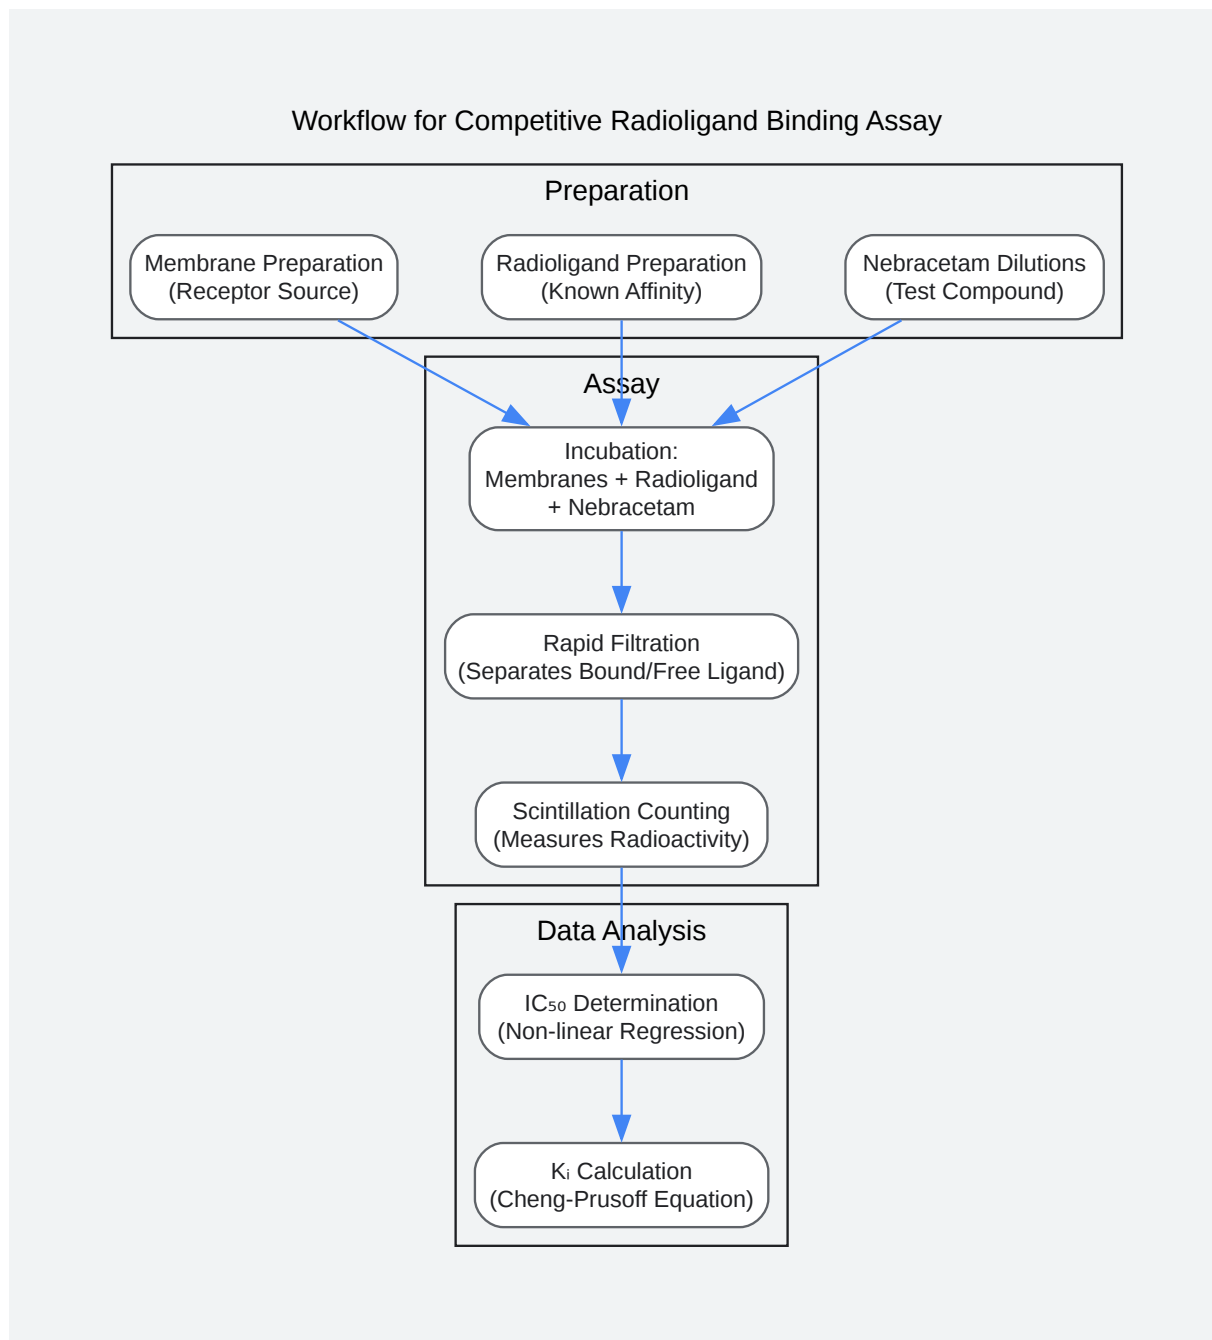 Workflow for Competitive Radioligand Binding Assay
Preparation
Membrane Preparation
(Receptor Source)
Radioligand Preparation
(Known Affinity)
Nebracetam Dilutions
(Test Compound)
Assay
Incubation:
Membranes + Radioligand
+ Nebracetam
Rapid Filtration
(Separates Bound/Free Ligand)
Scintillation Counting
(Measures Radioactivity)
Data Analysis
IC₅₀ Determination
(Non-linear Regression)
Kᵢ Calculation
(Cheng-Prusoff Equation)